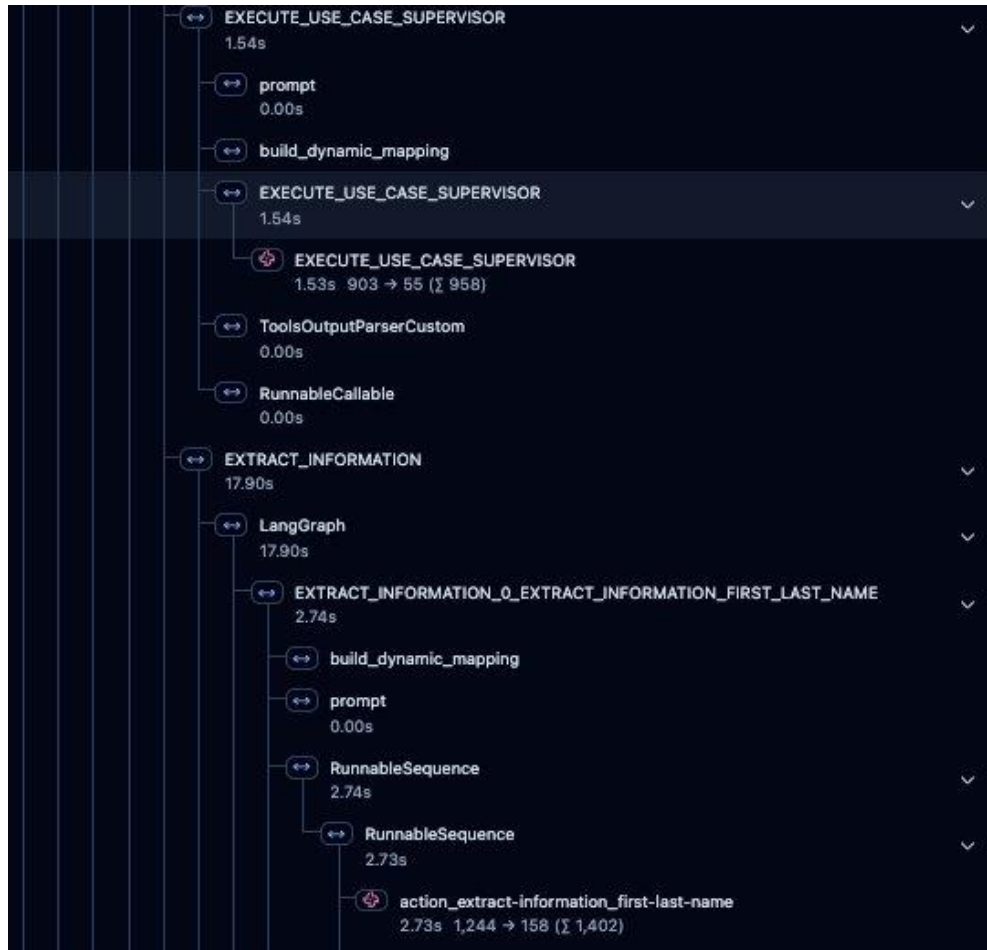 EXECUTE_USE_CASE_SUPERVISOR
1.54s
prompt
0.00s
build_dynamic_mapping
EXECUTE_USE_CASE_SUPERVISOR
1.54s
EXECUTE_USE_CASE_SUPERVISOR
1.53s 903 → 55 (∑ 958)
ToolsOutputParserCustom
0.00s
RunnableCallable
0.00s
EXTRACT_INFORMATION
17.90s
LangGraph
17.90s
EXTRACT_INFORMATION_0_EXTRACT_INFORMATION_FIRST_LAST_NAME
2.74s
build_dynamic_mapping
prompt
0.00s
RunnableSequence
2.74s
RunnableSequence
2.73s
action_extract-information_first-last-name
2.73s 1,244 → 158 (∑ 1,402)